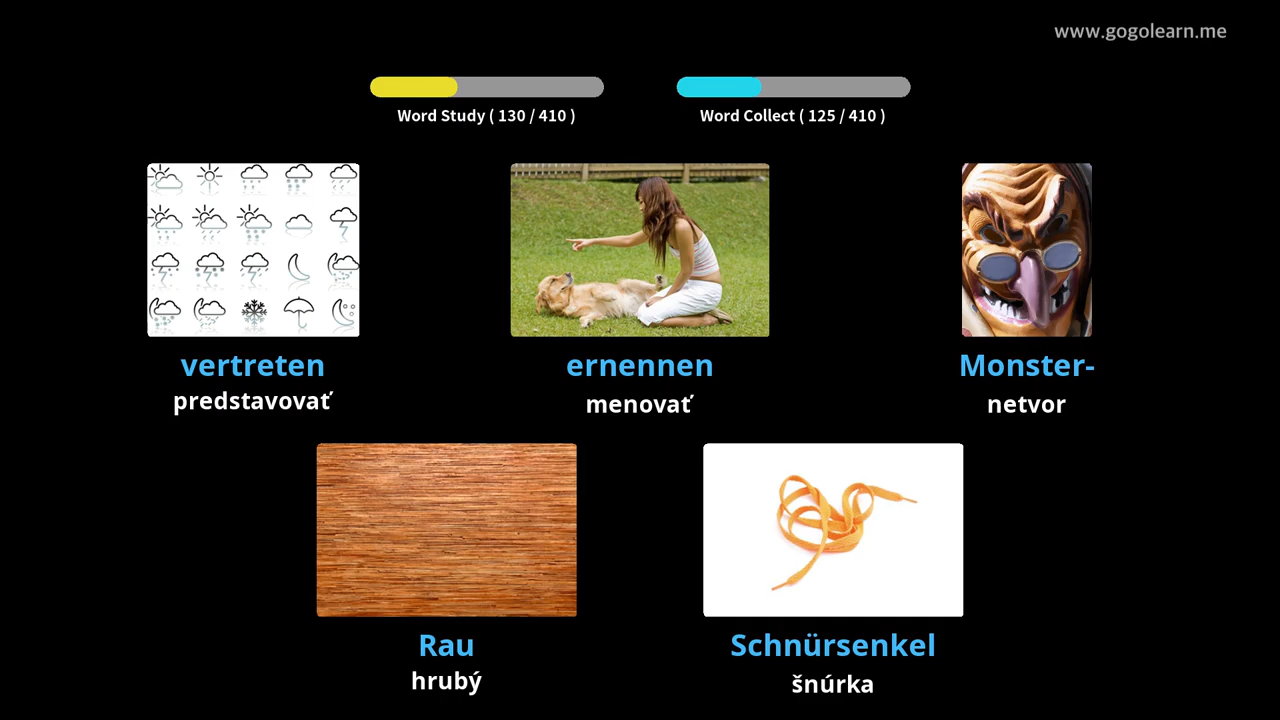 www.gogolearn.me
Word Study ( 130 / 410 )
Word Collect ( 125 / 410 )
vertreten
predstavovať
ernennen
menovať
Monster-
netvor
Rau
hrubý
Schnürsenkel
šnúrka